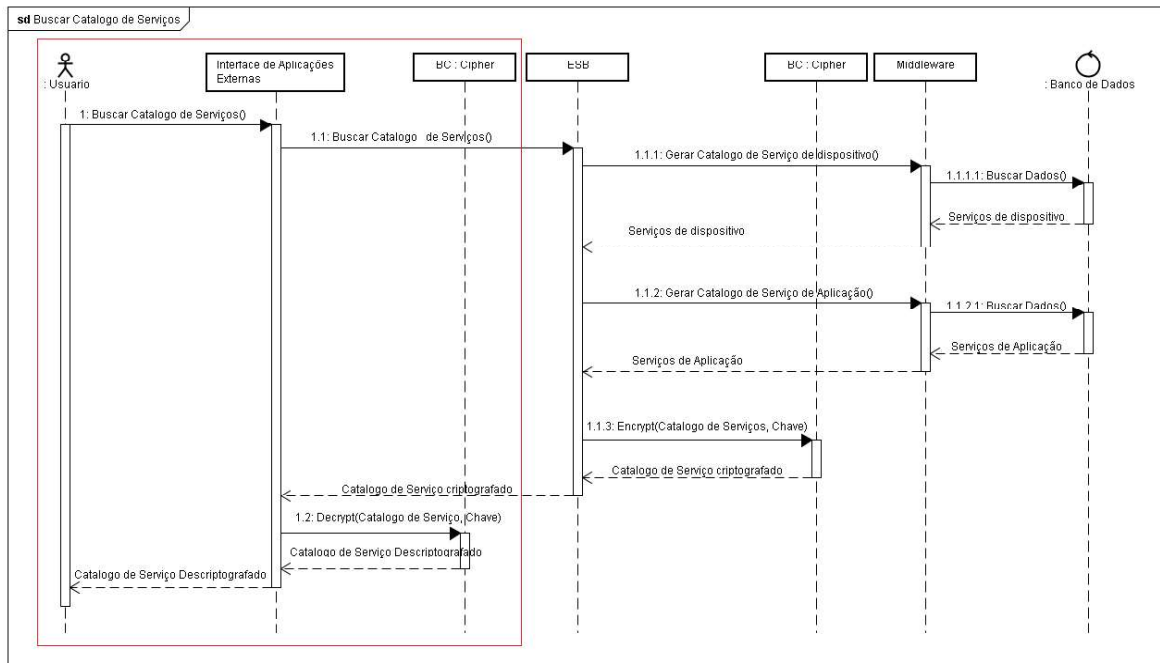 sd Buscar Catalogo de Serviços
: Usuario
Interface de Aplicações
Externas
BC : Cipher
ESB
BC : Cipher
Middleware
: Banco de Dados
1: Buscar Catalogo de Serviços()
1.1: Buscar Catalogo de Serviços()
1.1.1: Gerar Catalogo de Serviço de dispositivo()
1.1.1.1: Buscar Dados()
Serviços de dispositivo
Serviços de dispositivo
1.1.2: Gerar Catalogo de Serviço de Aplicação()
1.1.2.1: Buscar Dados()
Serviços de Aplicação
Serviços de Aplicação
1.1.3: Encrypt(Catalogo de Serviços, Chave)
Catalogo de Serviço criptografado
Catalogo de Serviço criptografado
1.2: Decrypt(Catalogo de Serviço, Chave)
Catalogo de Serviço Descriptografado
Catalogo de Serviço Descriptografado